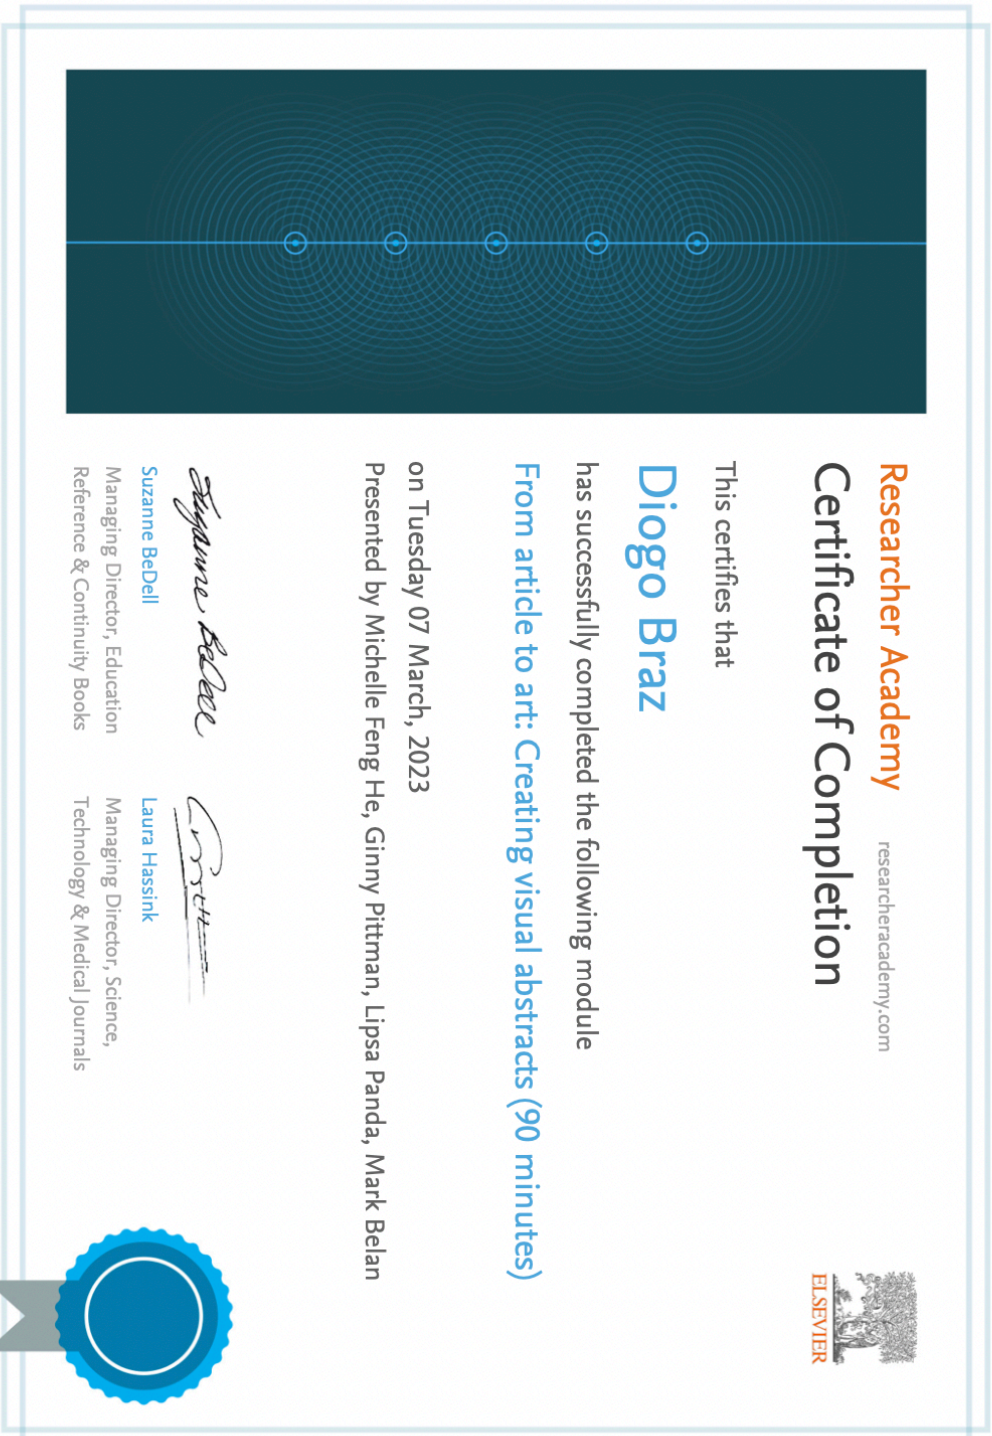 Researcher Academy researcheracademy.com
Certificate of Completion
ELSEVIER
This certifies that
Diogo Braz
has successfully completed the following module
From article to art: Creating visual abstracts (90 minutes)
on Tuesday 07 March, 2023
Presented by Michelle Feng He, Ginny Pittman, Lipsa Panda, Mark Belan
Suzanne BeDell
Suzanne BeDell
Managing Director, Education
Reference & Continuity Books
Laura Hassink
Managing Director, Science,
Technology & Medical Journals